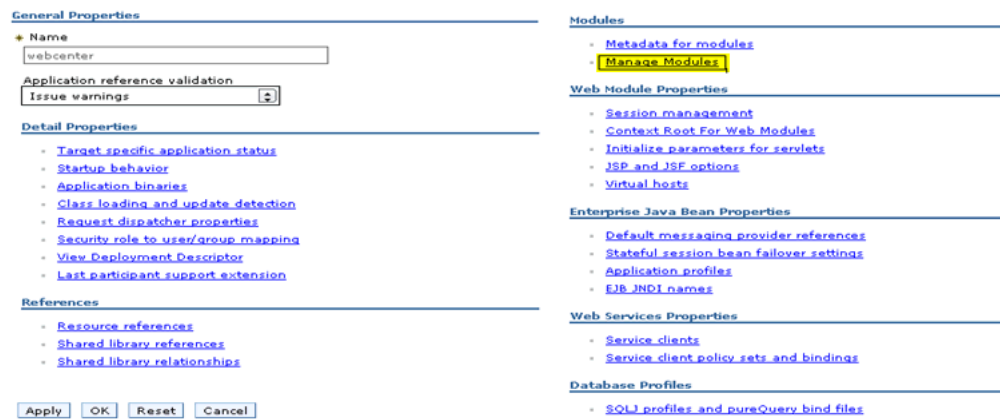 General Properties
Name
webcenter
Application reference validation
Issue warnings
Detail Properties
Target specific application status
Startup behavior
Application binaries
Class loading and update detection
Request dispatcher properties
Security role to user/group mapping
View Deployment Descriptor
Last participant support extension
References
Resource references
Shared library references
Shared library relationships
Apply OK Reset Cancel
Modules
Metadata for modules
Manage Modules
Web Module Properties
Session management
Context Root For Web Modules
Initialize parameters for servlets
JSP and JSF options
Virtual hosts
Enterprise Java Bean Properties
Default messaging provider references
Stateful session bean failover settings
Application profiles
EJB JNDI names
Web Services Properties
Service clients
Service client policy sets and bindings
Database Profiles
SQLJ profiles and pureQuery bind files